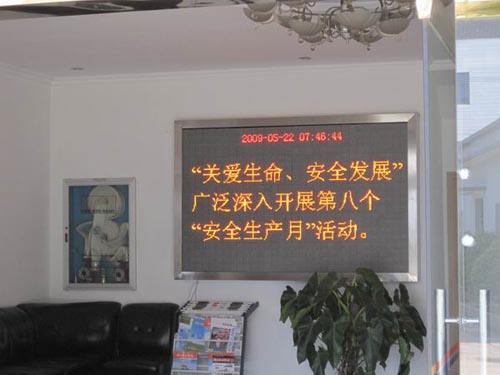 2009-05-22 07:46:44
“关爱生命、安全发展”
广泛深入开展第八个
“安全生产月”活动。